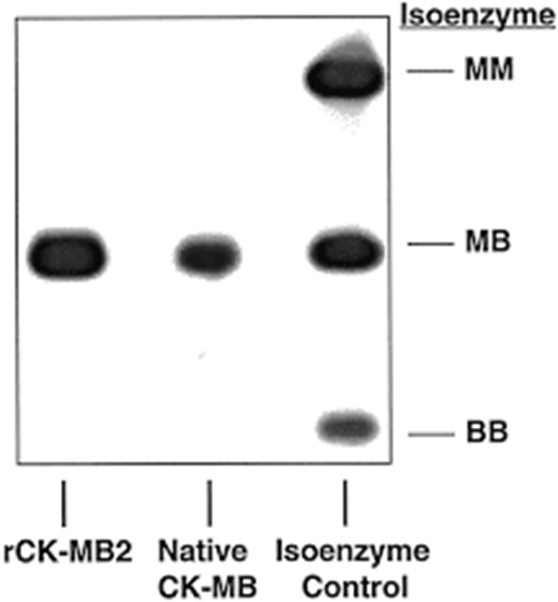 Isoenzyme
MM
MB
BB
rCK-MB2 Native Isoenzyme
CK-MB Control